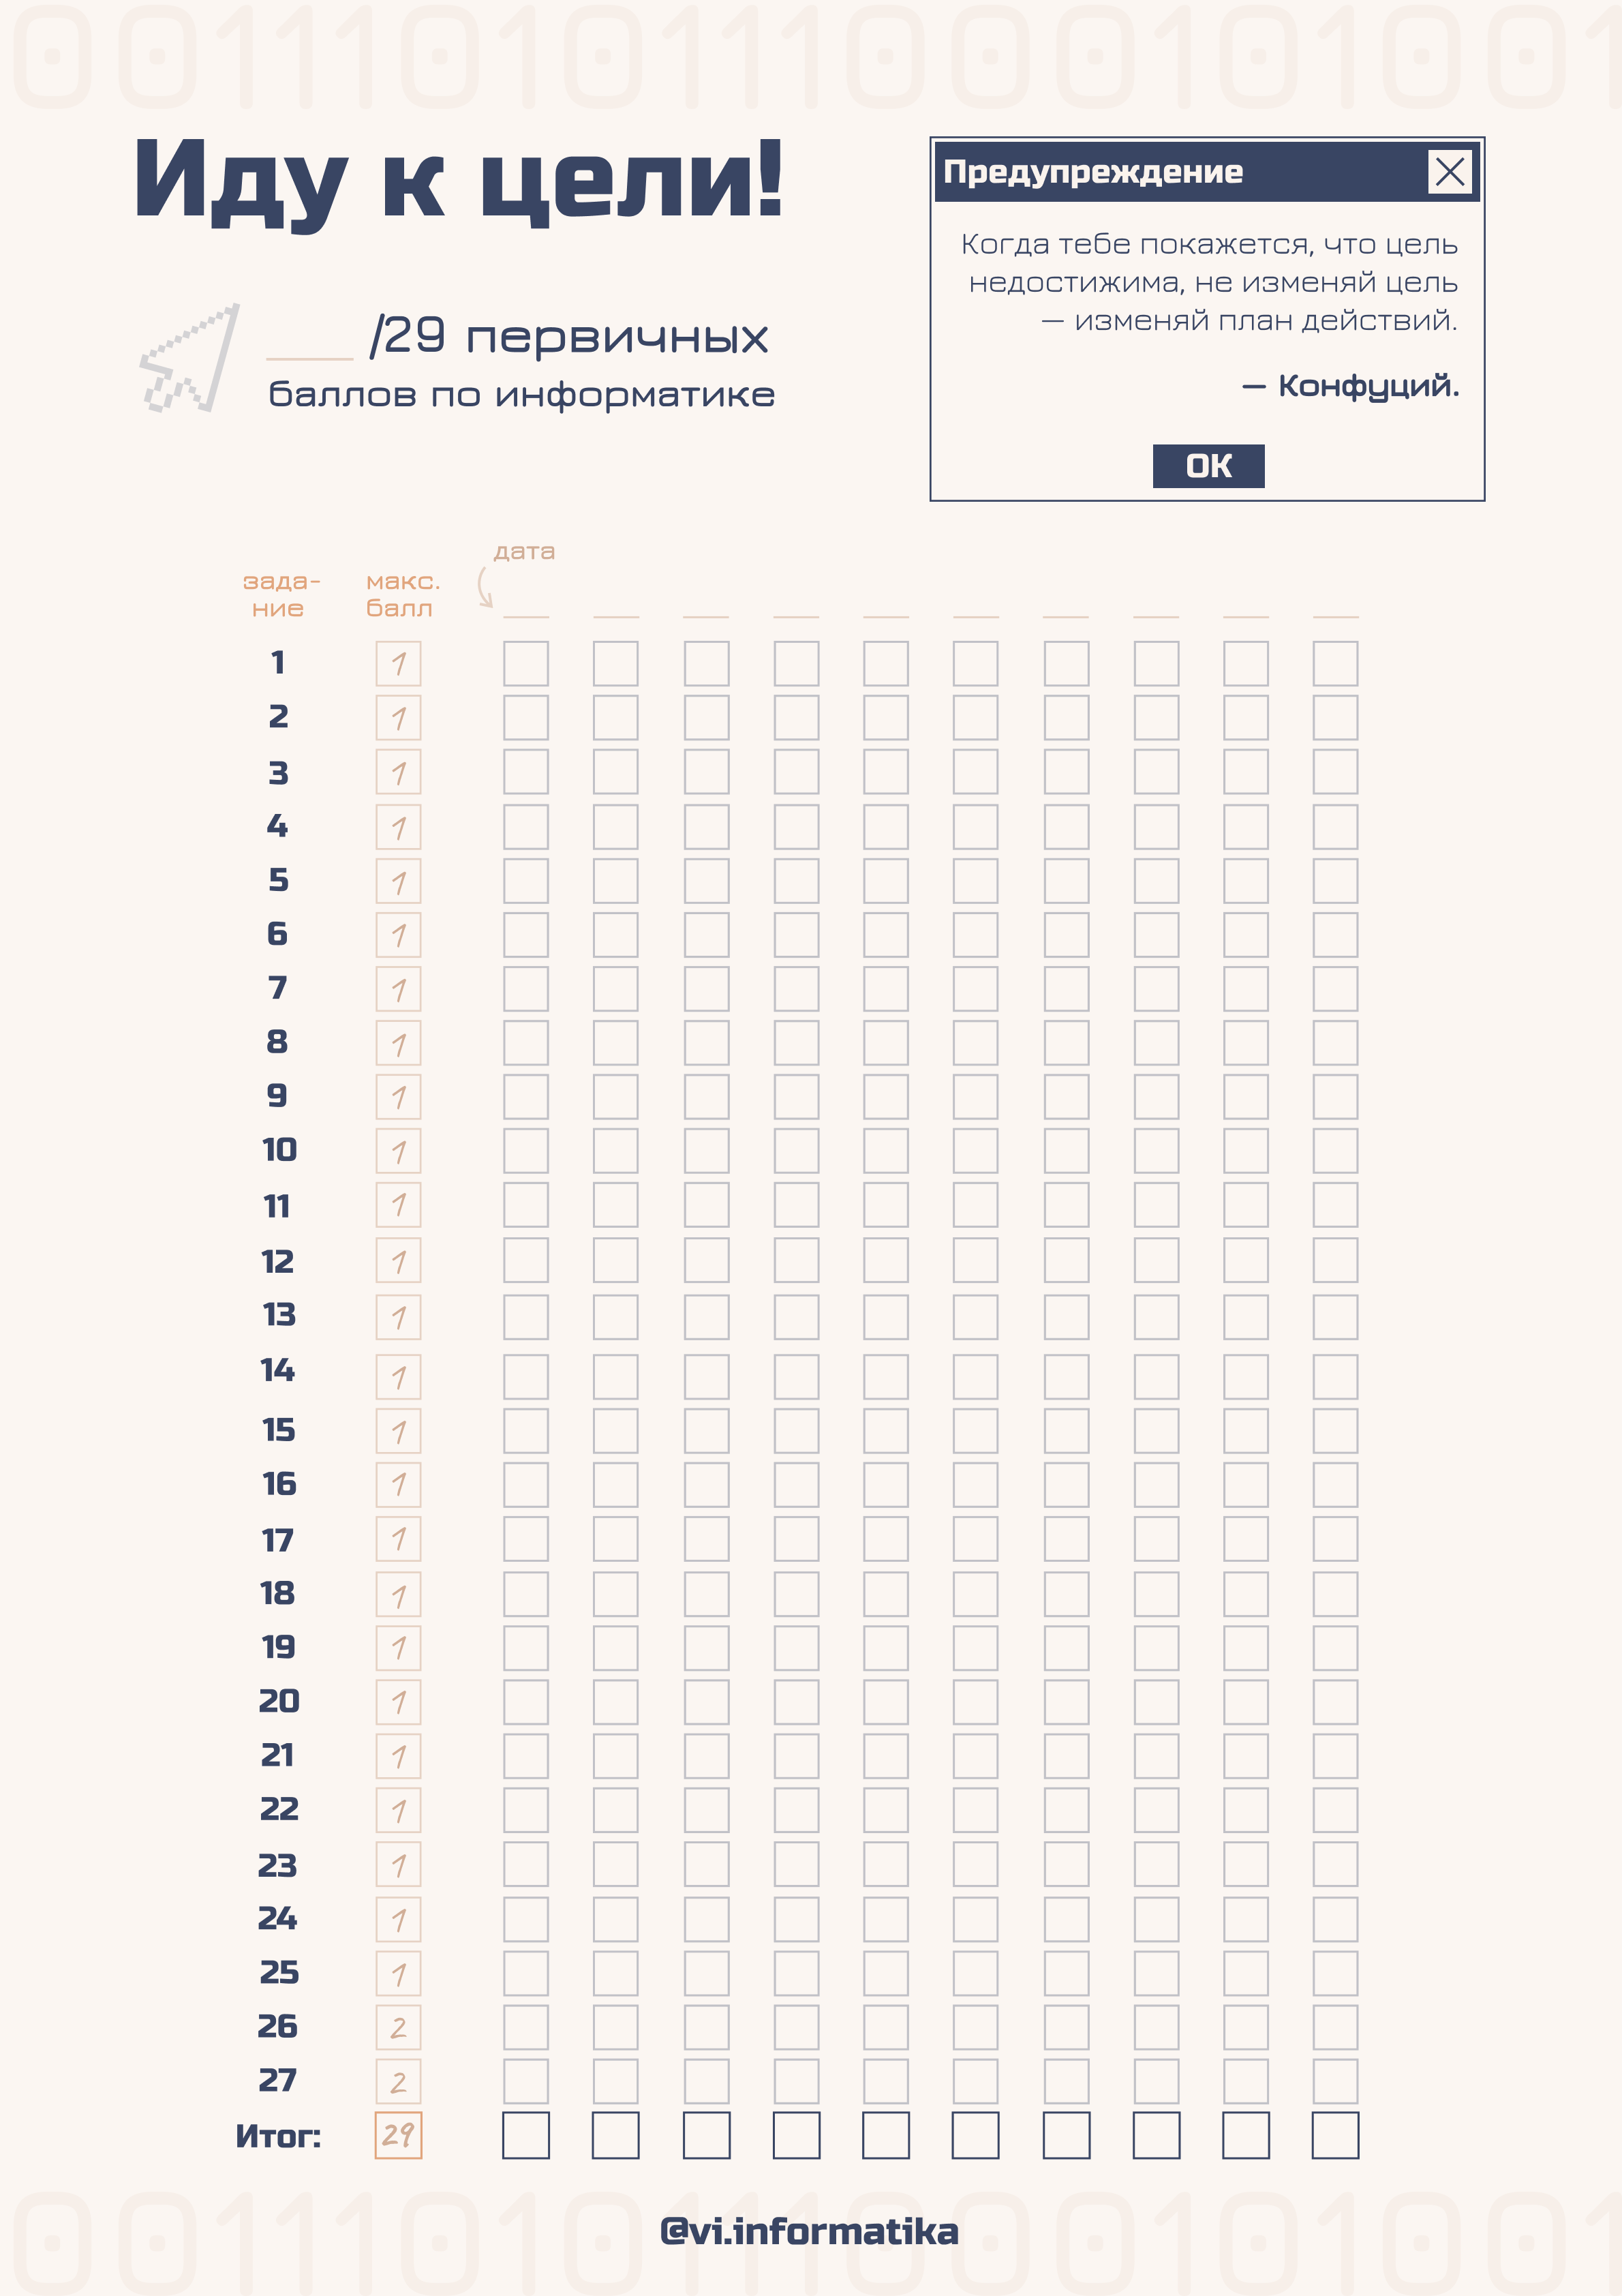 00111010111000101001
Иду к цели!
____ /29 первичных
баллов по информатике
Предупреждение
Когда тебе покажется, что цель
недостижима, не изменяй цель
— изменяй план действий.
— Конфуций.
ОК
дата
зада-
ние
макс.
балл
1 1
2 1
3 1
4 1
5 1
6 1
7 1
8 1
9 1
10 1
11 1
12 1
13 1
14 1
15 1
16 1
17 1
18 1
19 1
20 1
21 1
22 1
23 1
24 1
25 1
26 2
27 2
Итог: 29
00111010111000101001
@vi.informatika